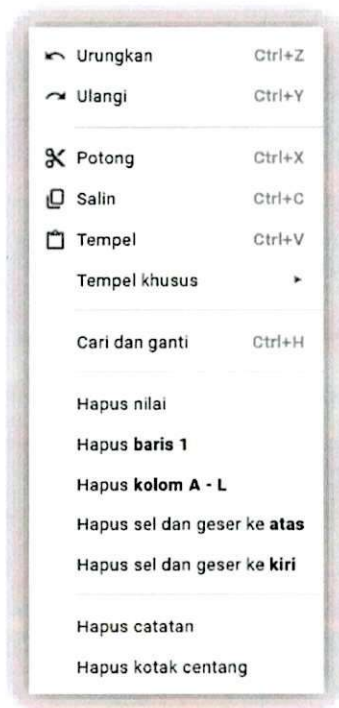 Urungkan Ctrl+Z
Ulangi Ctrl+Y
Potong Ctrl+X
Salin Ctrl+C
Tempel Ctrl+V
Tempel khusus
Cari dan ganti Ctrl+H
Hapus nilai
Hapus baris 1
Hapus kolom A - L
Hapus sel dan geser ke atas
Hapus sel dan geser ke kiri
Hapus catatan
Hapus kotak centang